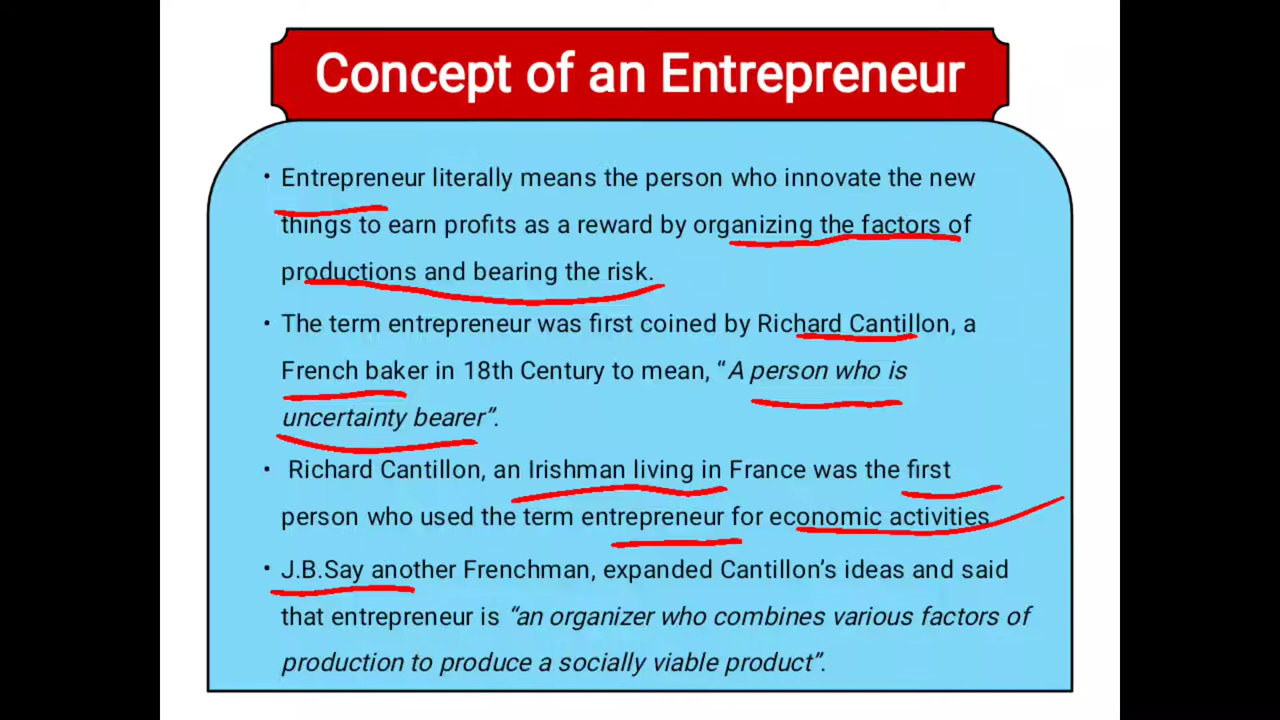 Concept of an Entrepreneur
• Entrepreneur literally means the person who innovate the new
things to earn profits as a reward by organizing the factors of
productions and bearing the risk.
• The term entrepreneur was first coined by Richard Cantillon, a
French baker in 18th Century to mean, “A person who is
uncertainty bearer”.
• Richard Cantillon, an Irishman living in France was the first
person who used the term entrepreneur for economic activities
• J.B.Say another Frenchman, expanded Cantillon’s ideas and said
that entrepreneur is “an organizer who combines various factors of
production to produce a socially viable product”.